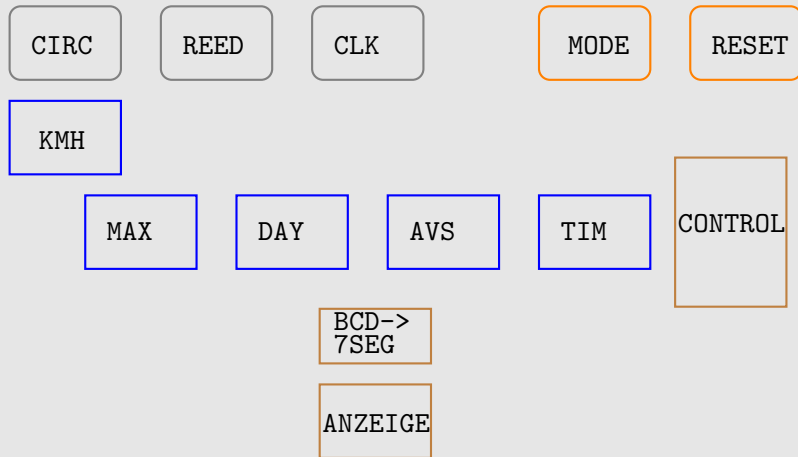 CIRC
REED
CLK
MODE
RESET
KMH
MAX
DAY
AVS
TIM
CONTROL
BCD->
7SEG
ANZEIGE